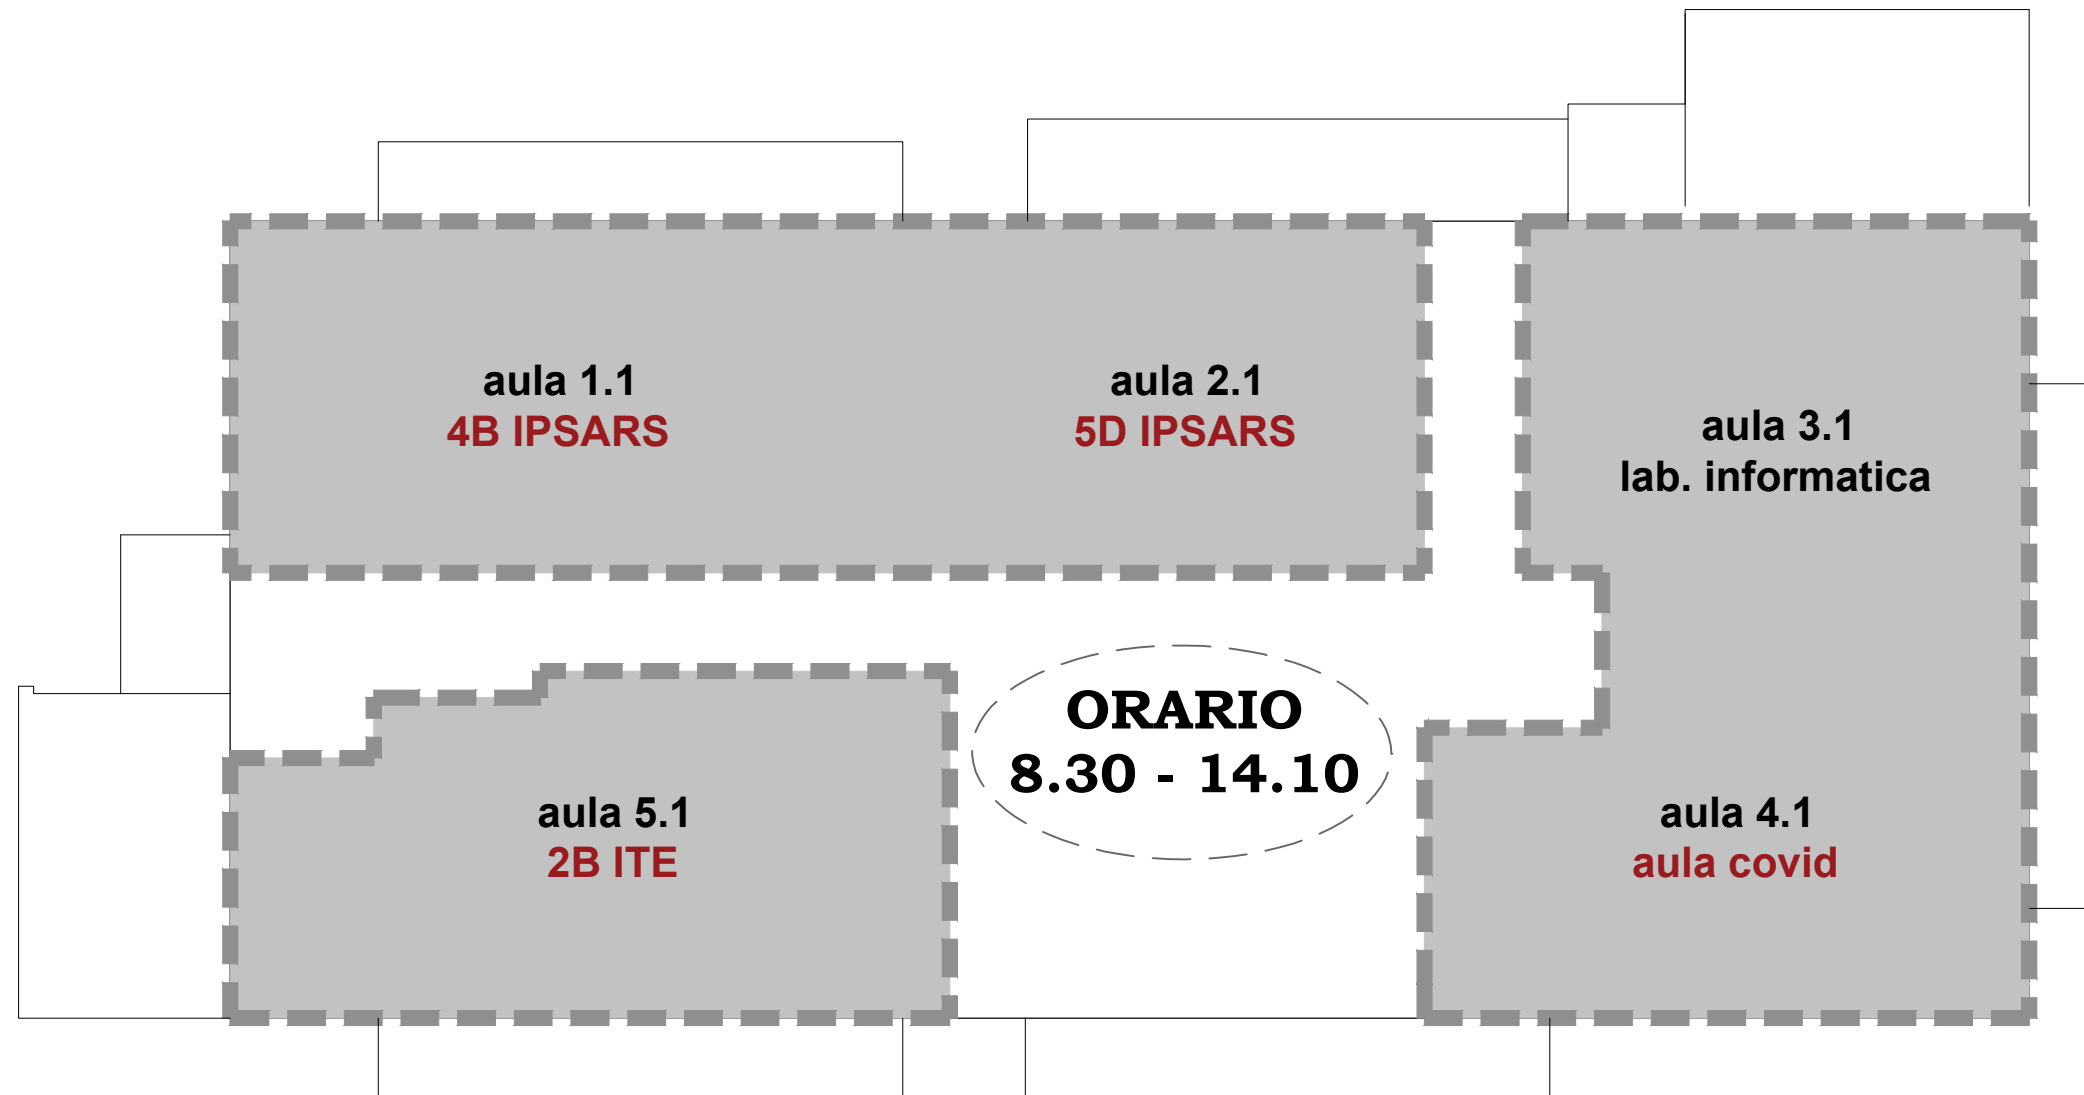 aula 1.1
4B IPSARS
aula 2.1
5D IPSARS
aula 3.1
lab. informatica
ORARIO
8.30 - 14.10
aula 5.1
2B ITE
aula 4.1
aula covid